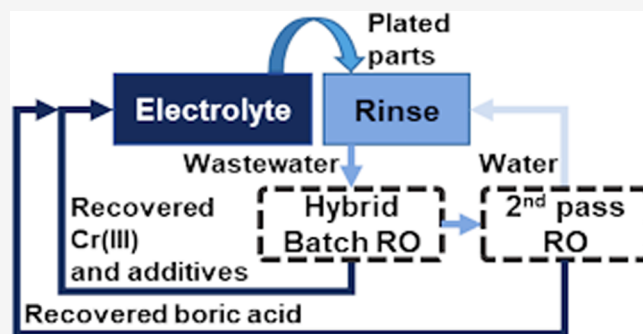 Plated
parts
Electrolyte
Rinse
Wastewater
Water
Recovered
Cr(III)
and additives
Hybrid
Batch RO
2nd pass
RO
Recovered boric acid